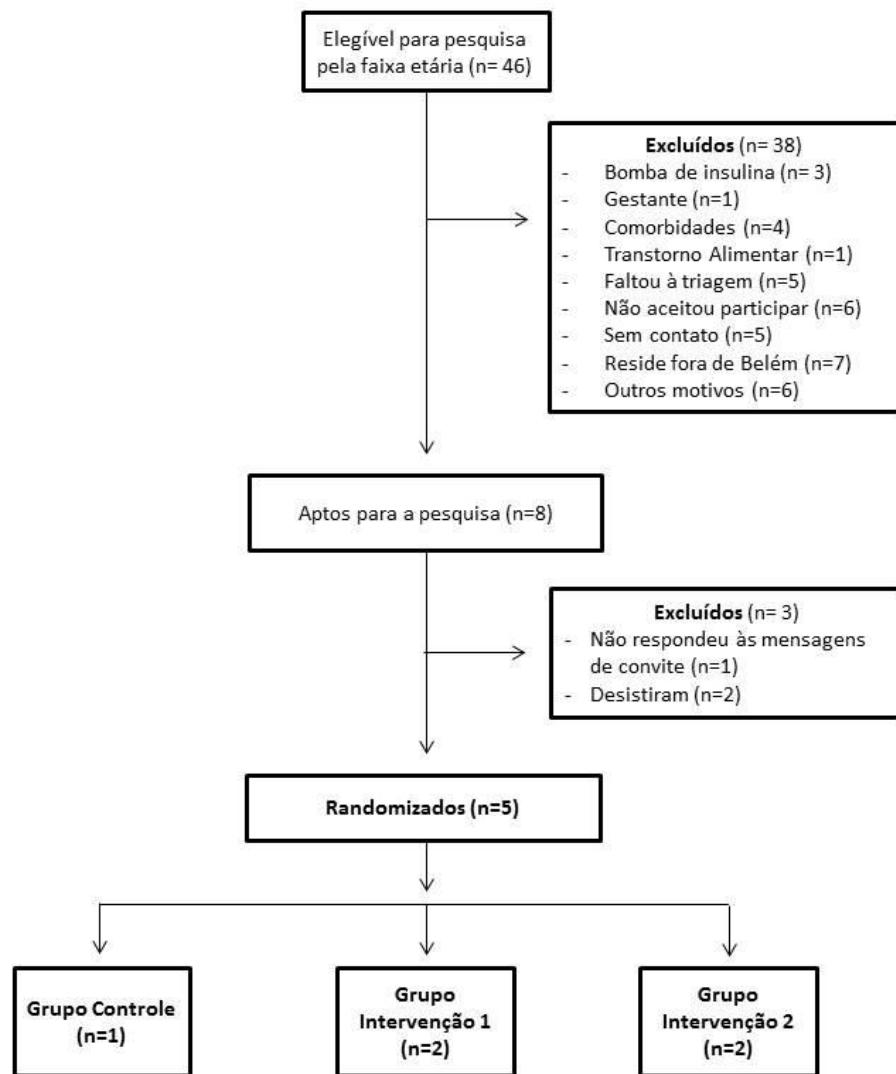 Elegível para pesquisa
pela faixa etária (n= 46)
Excluídos (n= 38)
- Bomba de insulina (n= 3)
- Gestante (n=1)
- Comorbidades (n=4)
- Transtorno Alimentar (n=1)
- Faltou à triagem (n=5)
- Não aceitou participar (n=6)
- Sem contato (n=5)
- Reside fora de Belém (n=7)
- Outros motivos (n=6)
Aptos para a pesquisa (n=8)
Excluídos (n= 3)
- Não respondeu às mensagens
de convite (n=1)
- Desistiram (n=2)
Randomizados (n=5)
Grupo Controle
(n=1)
Grupo
Intervenção 1
(n=2)
Grupo
Intervenção 2
(n=2)